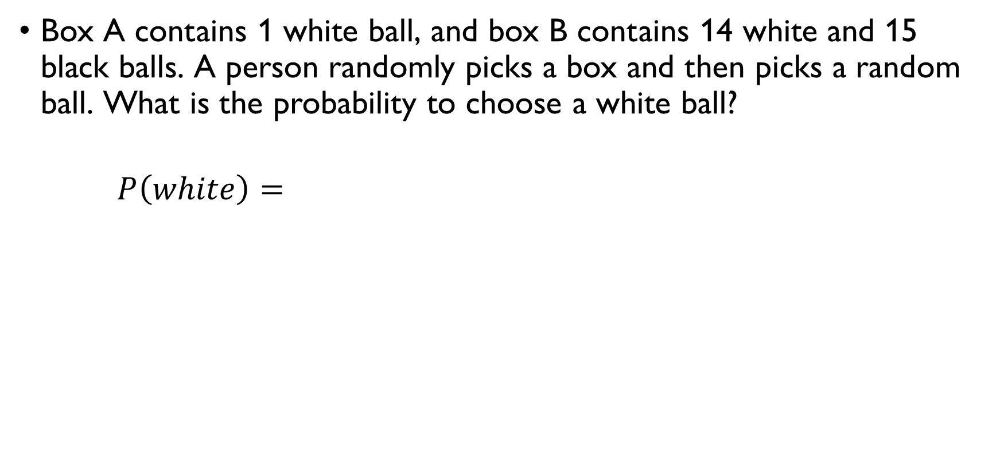 • Box A contains 1 white ball, and box B contains 14 white and 15
black balls. A person randomly picks a box and then picks a random
ball. What is the probability to choose a white ball?
P(white) =